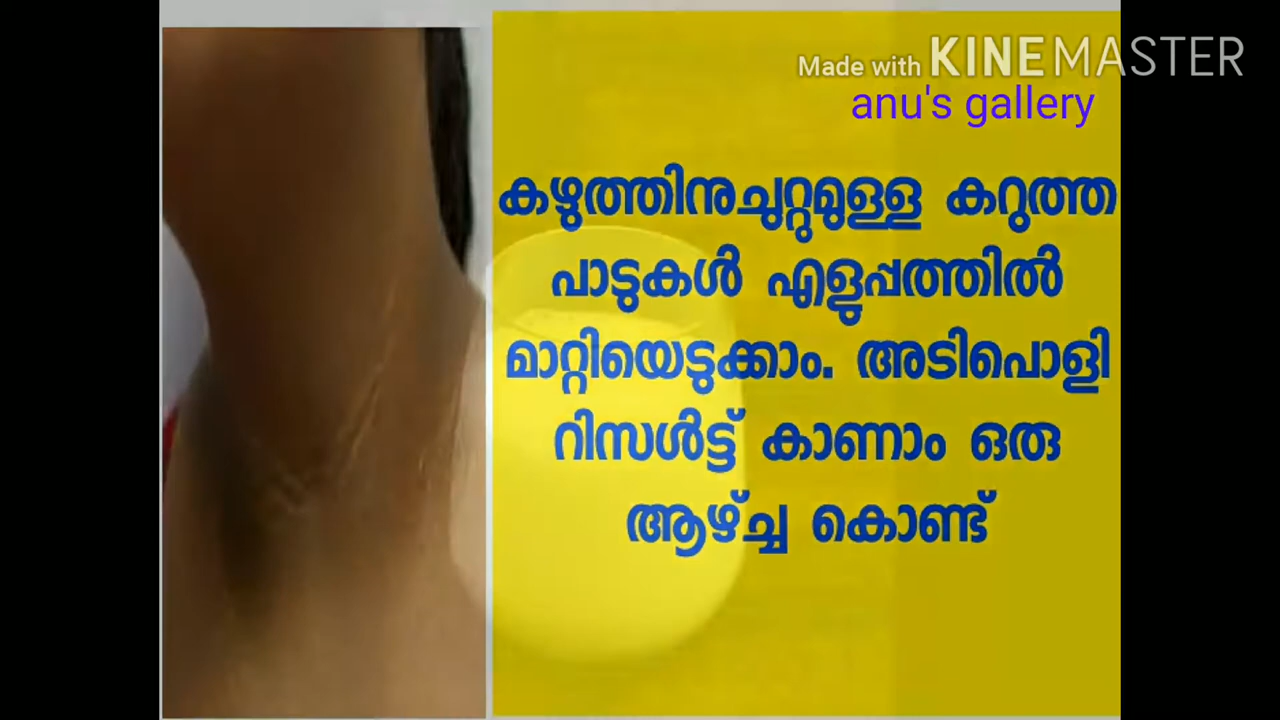 Made with KINEMASTER
anu's gallery
കഴുത്തിനുചുറ്റുമുള്ള കറുത്ത
പാടുകൾ എളുപ്പത്തിൽ
മാറ്റിയെടുക്കാം. അടിപൊളി
റിസൾട്ട് കാണാം ഒരു
ആഴ്ച്ച കൊണ്ട്